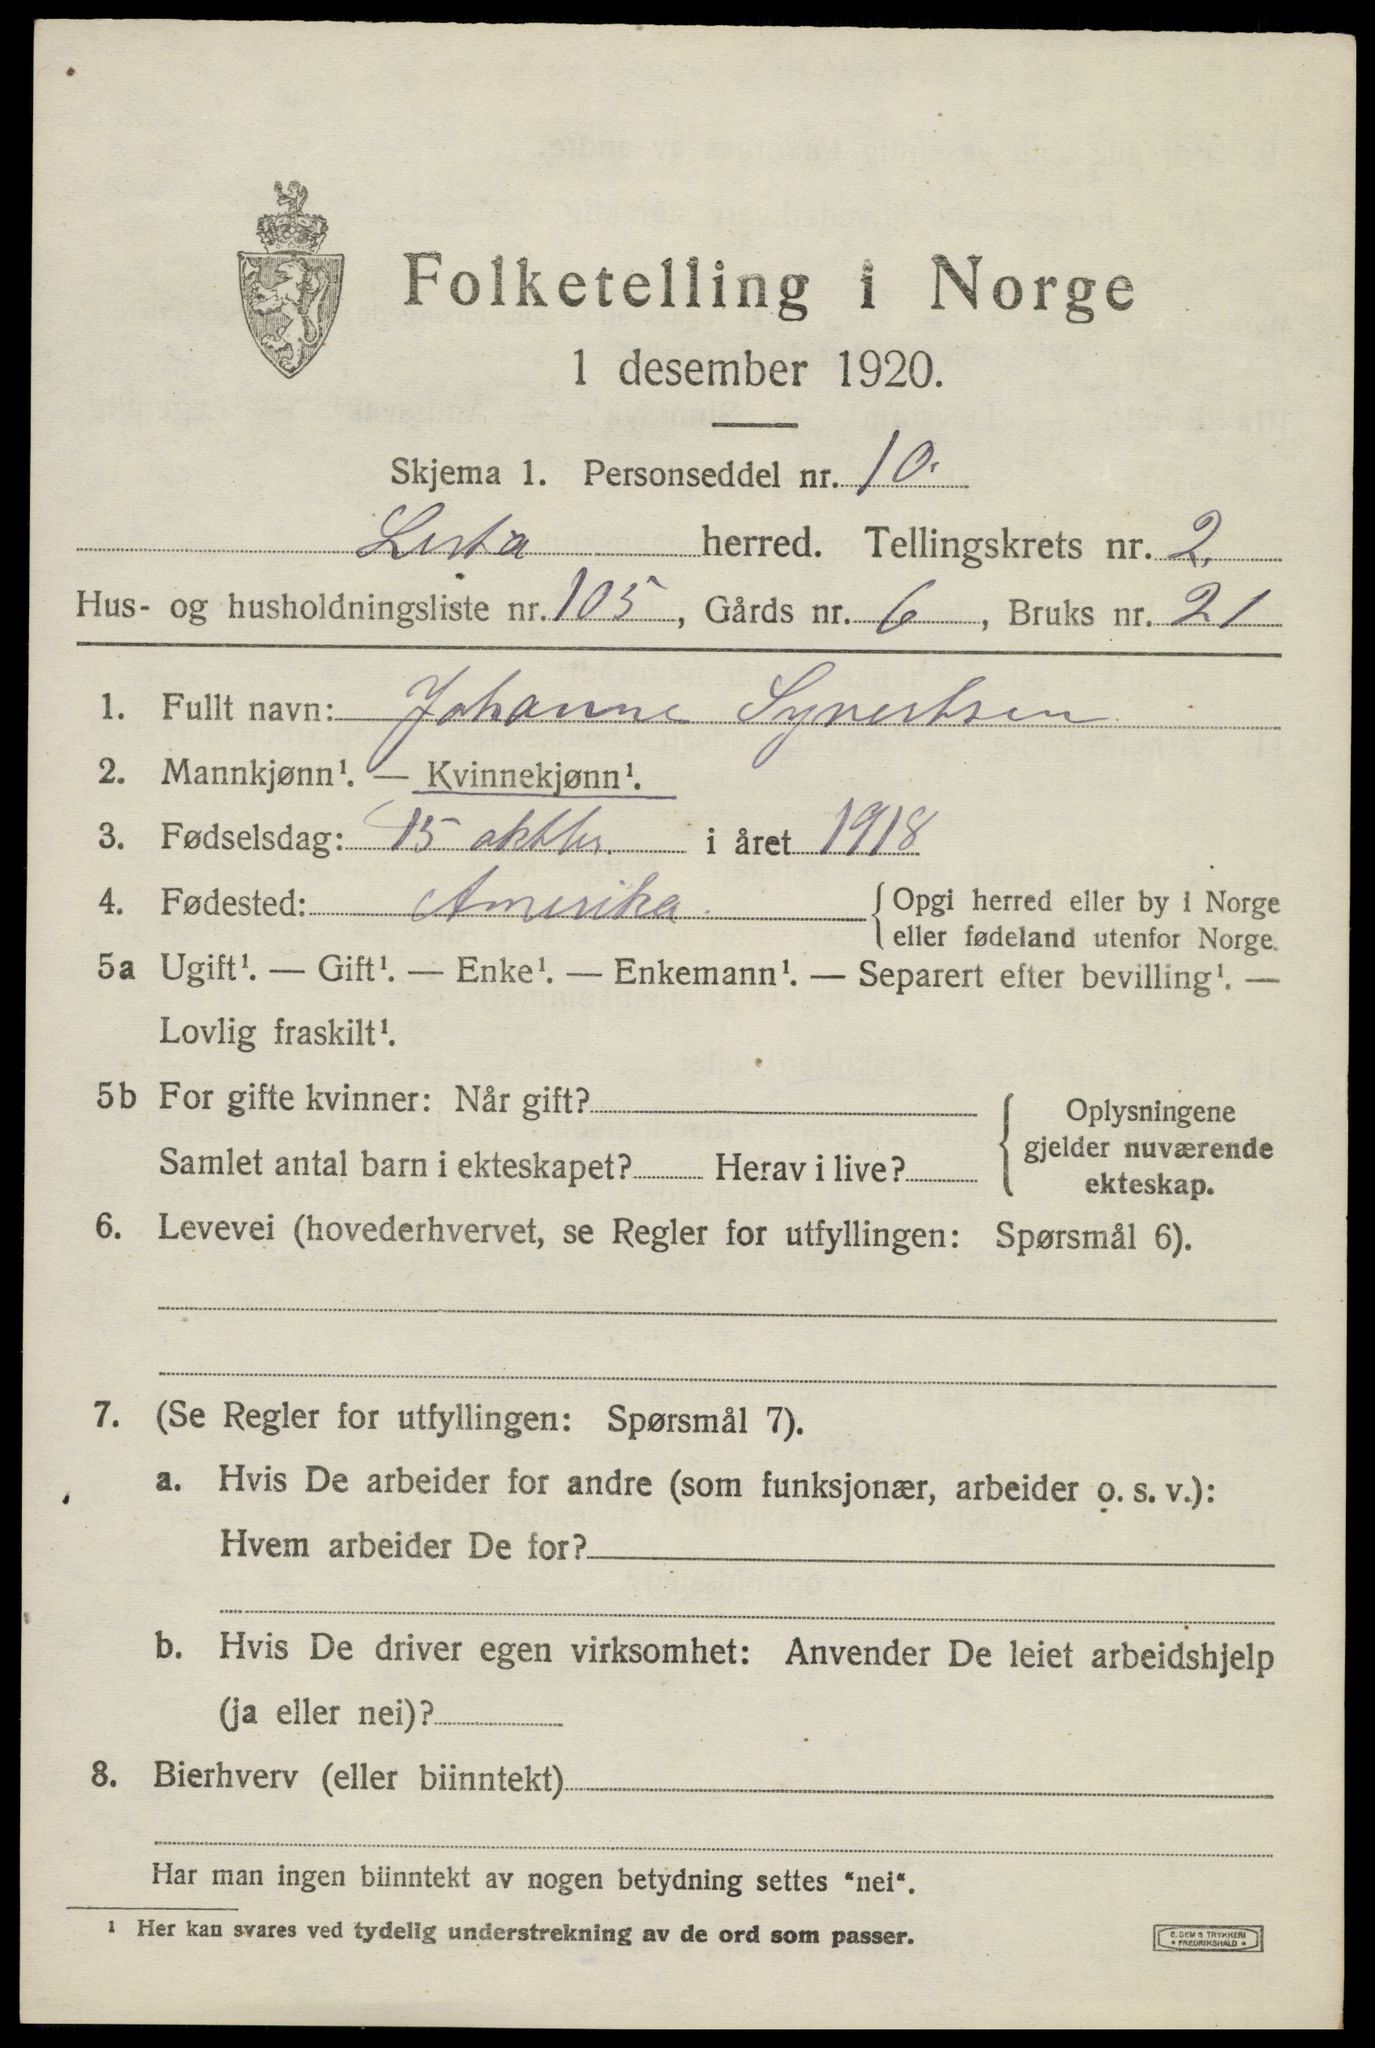 Folketelling i Norge
1 desember 1920.
Skjema 1. Personseddel nr. 10.
Lista herred. Tellingskrets nr. 2.
Hus- og husholdningsliste nr. 105, Gårds nr. 6, Bruks nr. 21
1. Fullt navn: Johanne Syvertsen
2. Mannkjønn¹. — Kvinnekjønn¹.
3. Fødselsdag: 15 oktbr. i året 1918
4. Fødested: Amerika. {Opgi herred eller by i Norge
eller fødeland utenfor Norge.
5a Ugift¹. — Gift¹. — Enke¹. — Enkemann¹. — Separert efter bevilling¹. —
Lovlig fraskilt¹.
5b For gifte kvinner: Når gift?
Samlet antal barn i ekteskapet? Herav i live?
Oplysningene
gjelder nuværende
ekteskap.
6. Levevei (hovederhvervet, se Regler for utfyllingen: Spørsmål 6).
7. (Se Regler for utfyllingen: Spørsmål 7).
a. Hvis De arbeider for andre (som funksjonær, arbeider o. s. v.):
Hvem arbeider De for?
b. Hvis De driver egen virksomhet: Anvender De leiet arbeidshjelp
(ja eller nei)?
8. Bierhverv (eller biinntekt)
Har man ingen biinntekt av nogen betydning settes "nei".
1 Her kan svares ved tydelig understrekning av de ord som passer.
E. SEM'S TRYKKERI
• FREDRIKSHALD •